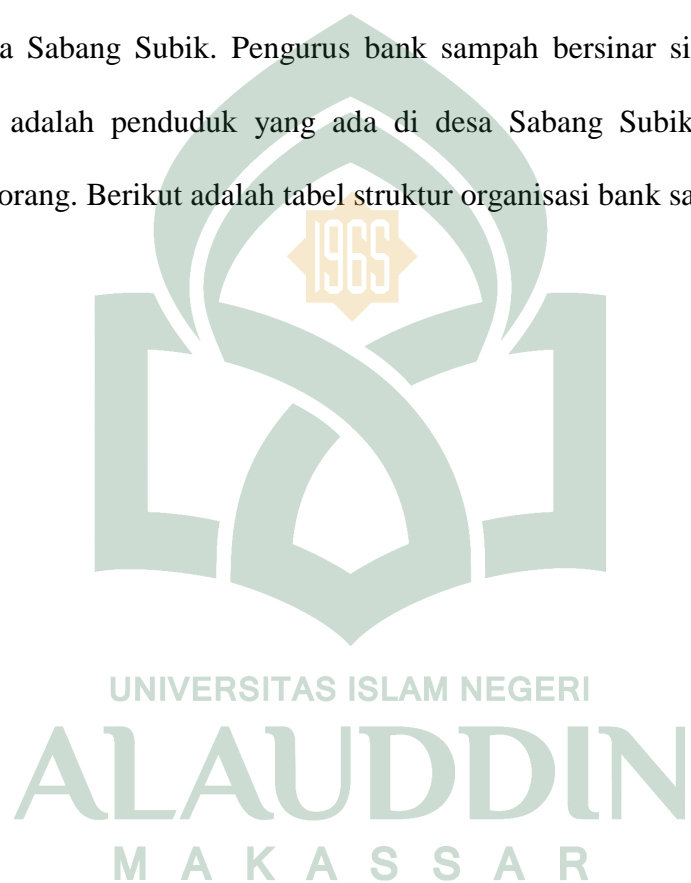 a Sabang Subik. Pengurus bank sampah bersinar si
adalah penduduk yang ada di desa Sabang Subik
orang. Berikut adalah tabel struktur organisasi bank sa
1965
UNIVERSITAS ISLAM NEGERI
ALAUDDIN
MAKASSAR